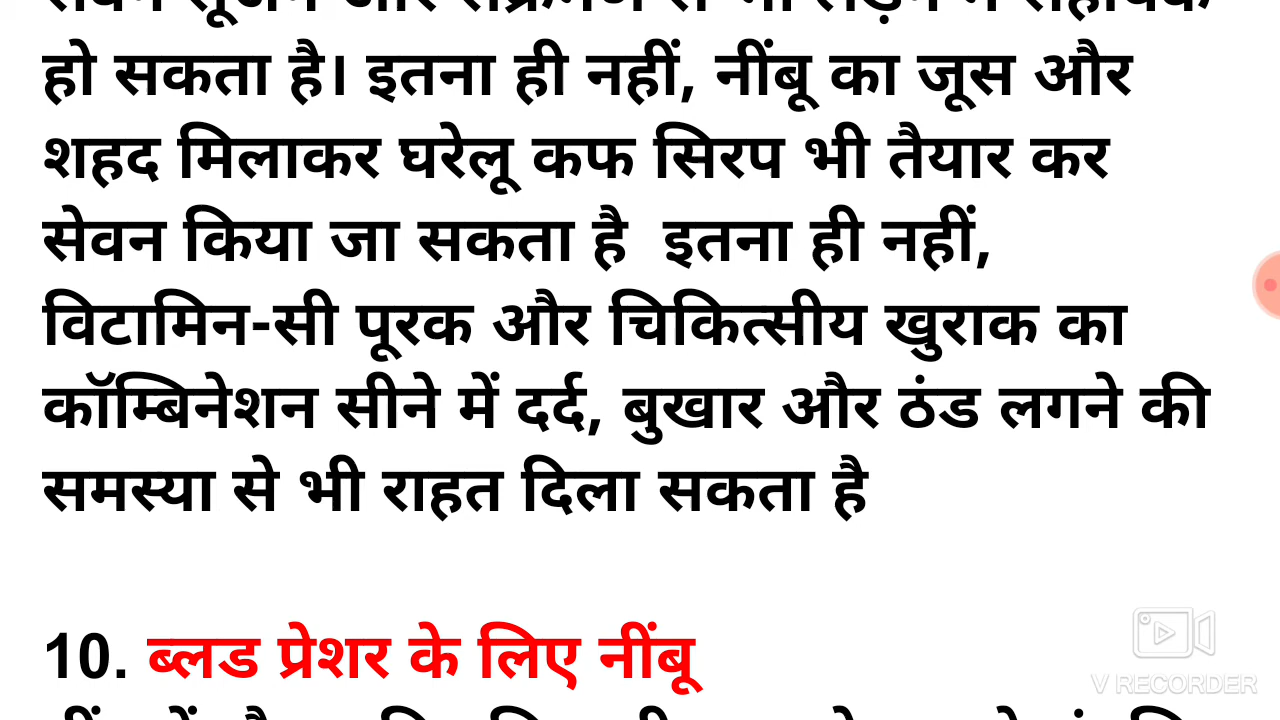 हो सकता है। इतना ही नहीं, नींबू का जूस और
शहद मिलाकर घरेलू कफ सिरप भी तैयार कर
सेवन किया जा सकता है  इतना ही नहीं,
विटामिन-सी पूरक और चिकित्सीय खुराक का
कॉम्बिनेशन सीने में दर्द, बुखार और ठंड लगने की
समस्या से भी राहत दिला सकता है
10. ब्लड प्रेशर के लिए नींबू
V RECORDER